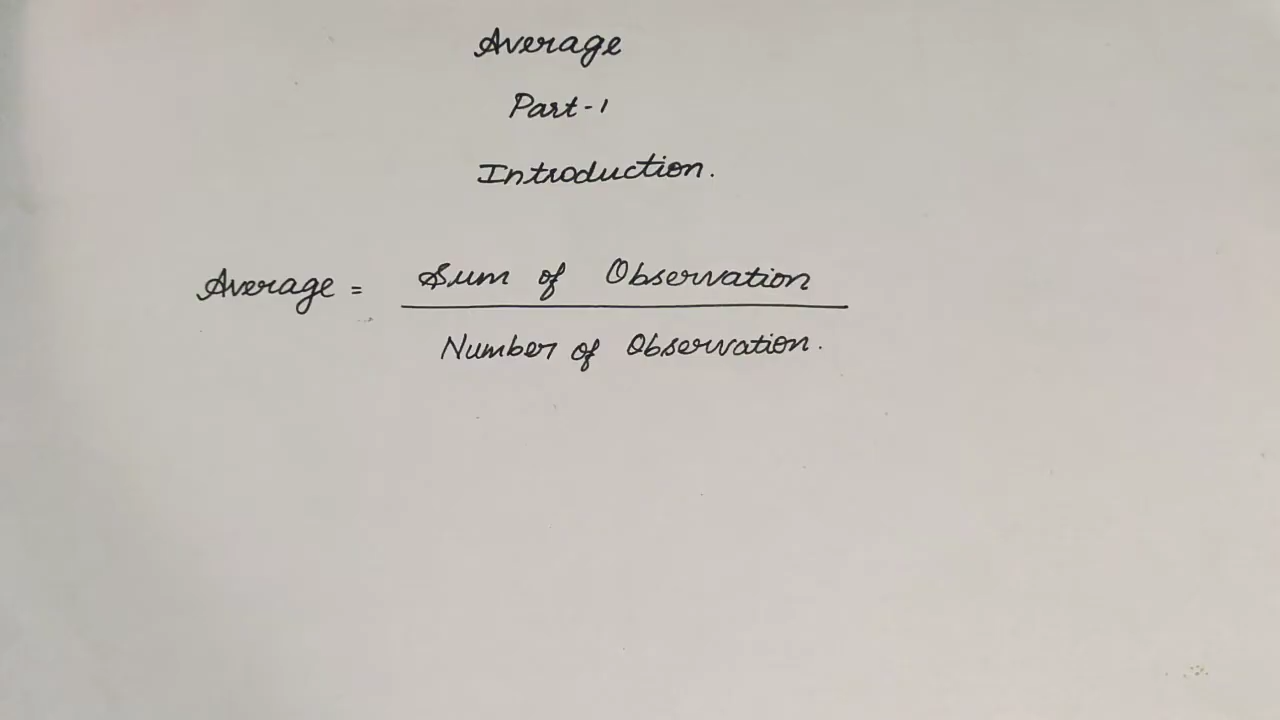 Average
Part-1
Introduction.
Average = Sum of Observation
Number of Observation.